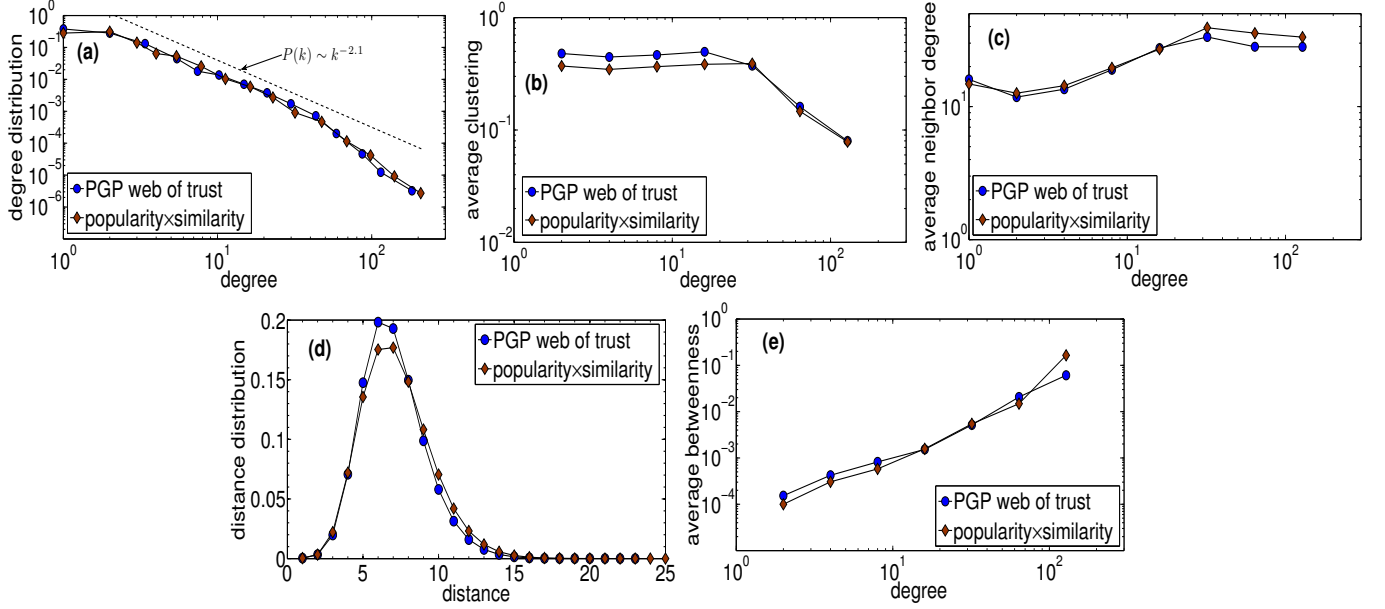 degree distribution
10^0
10^-1
10^-2
10^-3
10^-4
10^-5
10^-6
(a)
P(k) ~ k^-2.1
PGP web of trust
popularity×similarity
10^0 10^1 10^2
degree
average clustering
10^0
10^-1
10^-2
(b)
PGP web of trust
popularity×similarity
10^0 10^1 10^2
degree
average neighbor degree
10^1
10^0
(c)
PGP web of trust
popularity×similarity
10^0 10^1 10^2
degree
distance distribution
0.2
0.15
0.1
0.05
0
(d)
PGP web of trust
popularity×similarity
0 5 10 15 20 25
distance
average betweenness
10^0
10^-1
10^-2
10^-3
10^-4
(e)
PGP web of trust
popularity×similarity
10^0 10^1 10^2
degree